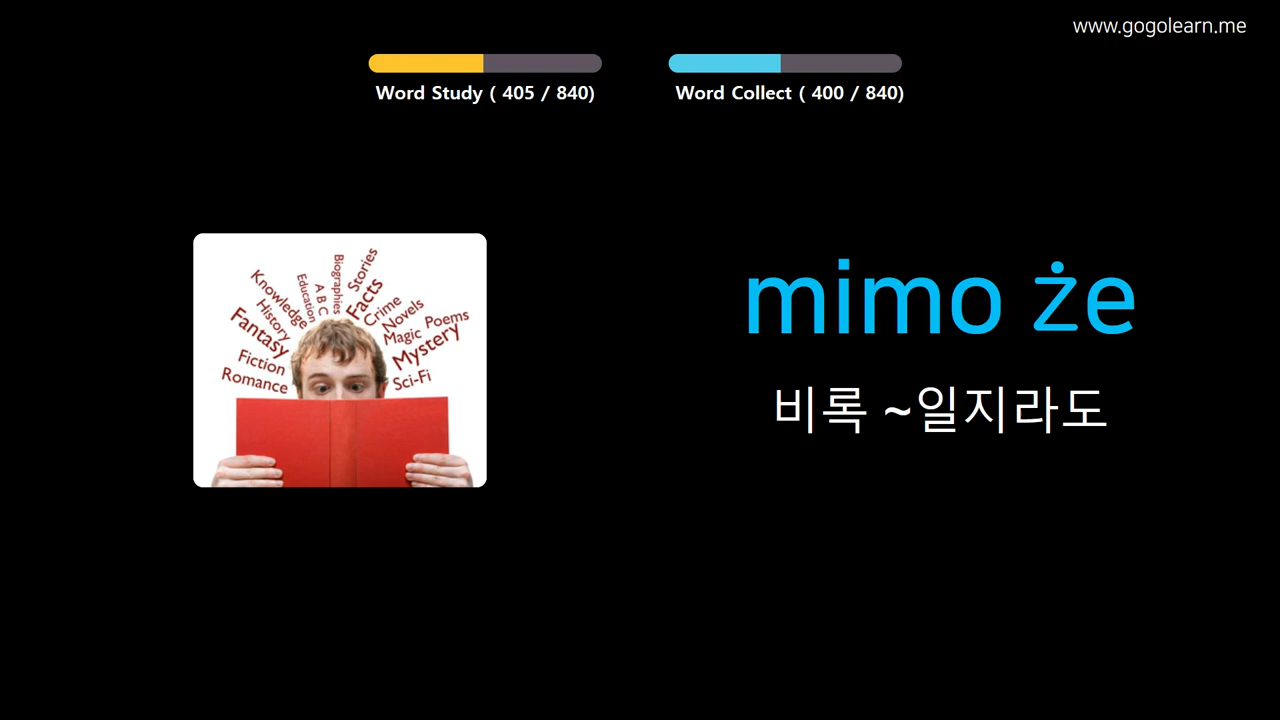 www.gogolearn.me
Word Study ( 405 / 840)
Word Collect ( 400 / 840)
Knowledge
History
Fantasy
Fiction
Romance
Education
A B C
Biographies
Stories
Facts
Crime
Novels
Magic
Poems
Mystery
Sci-Fi
mimo że
비록 ~일지라도